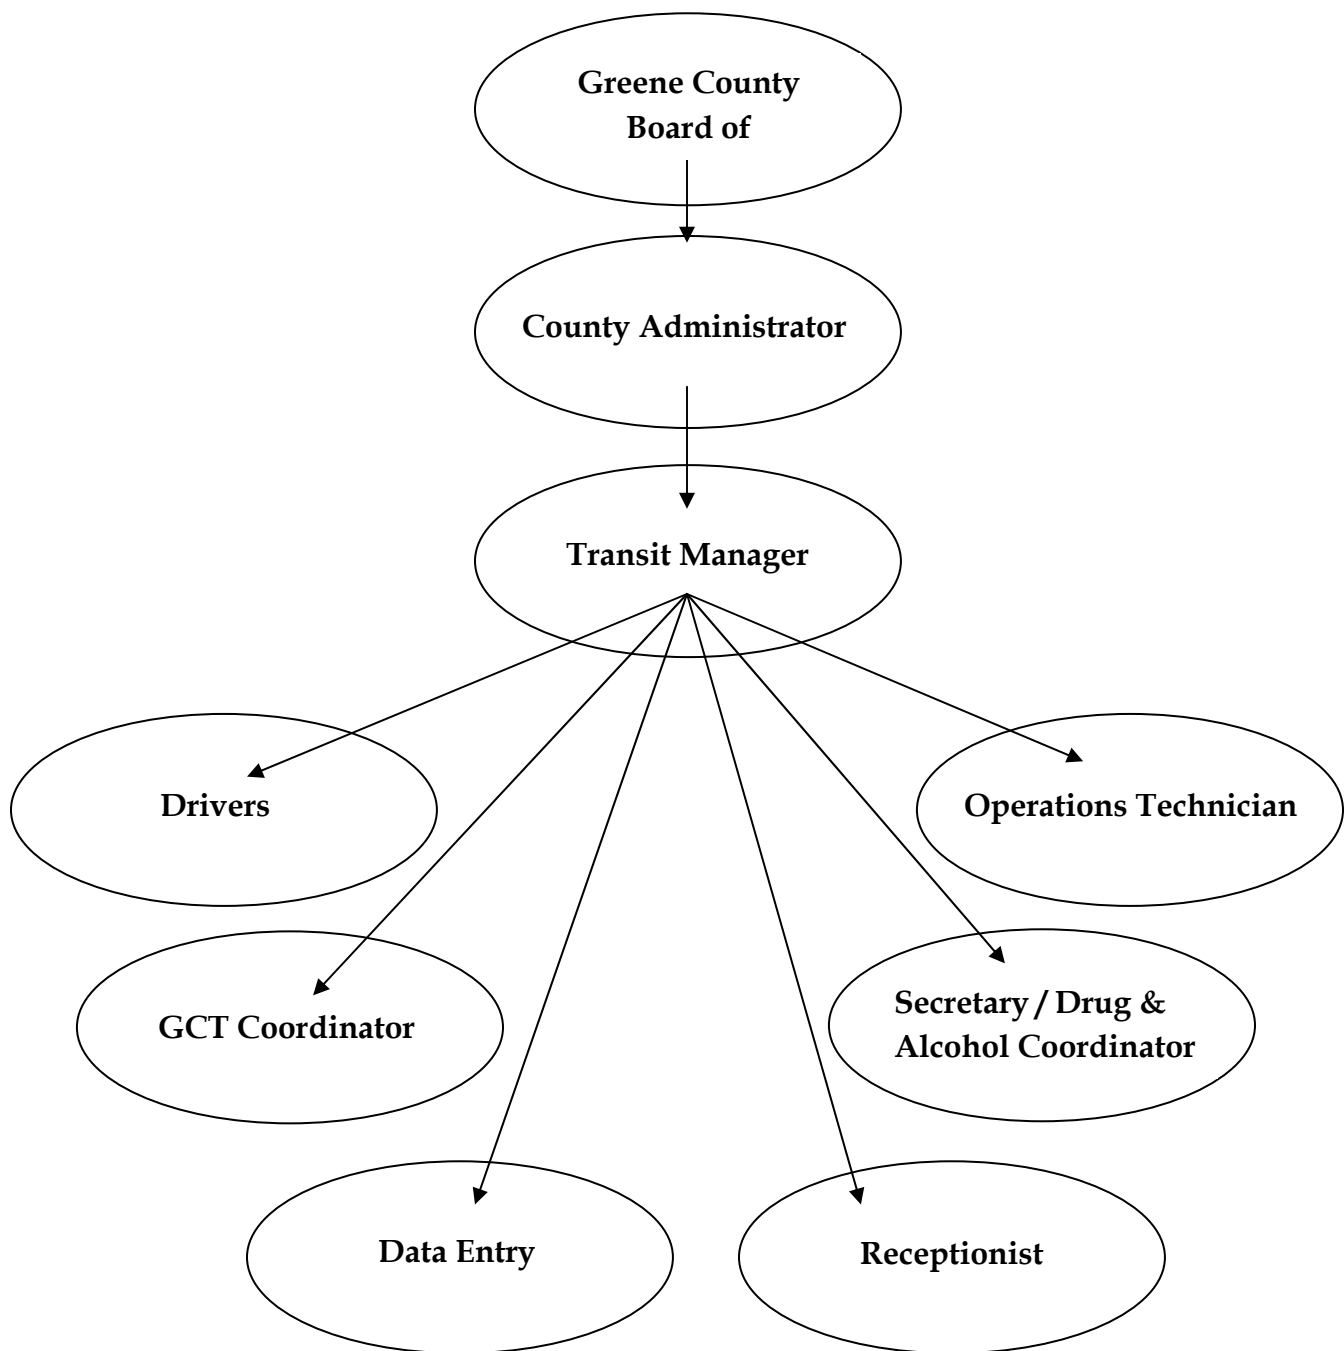 Greene County
Board of
County Administrator
Transit Manager
Drivers
Operations Technician
GCT Coordinator
Secretary / Drug &
Alcohol Coordinator
Data Entry
Receptionist